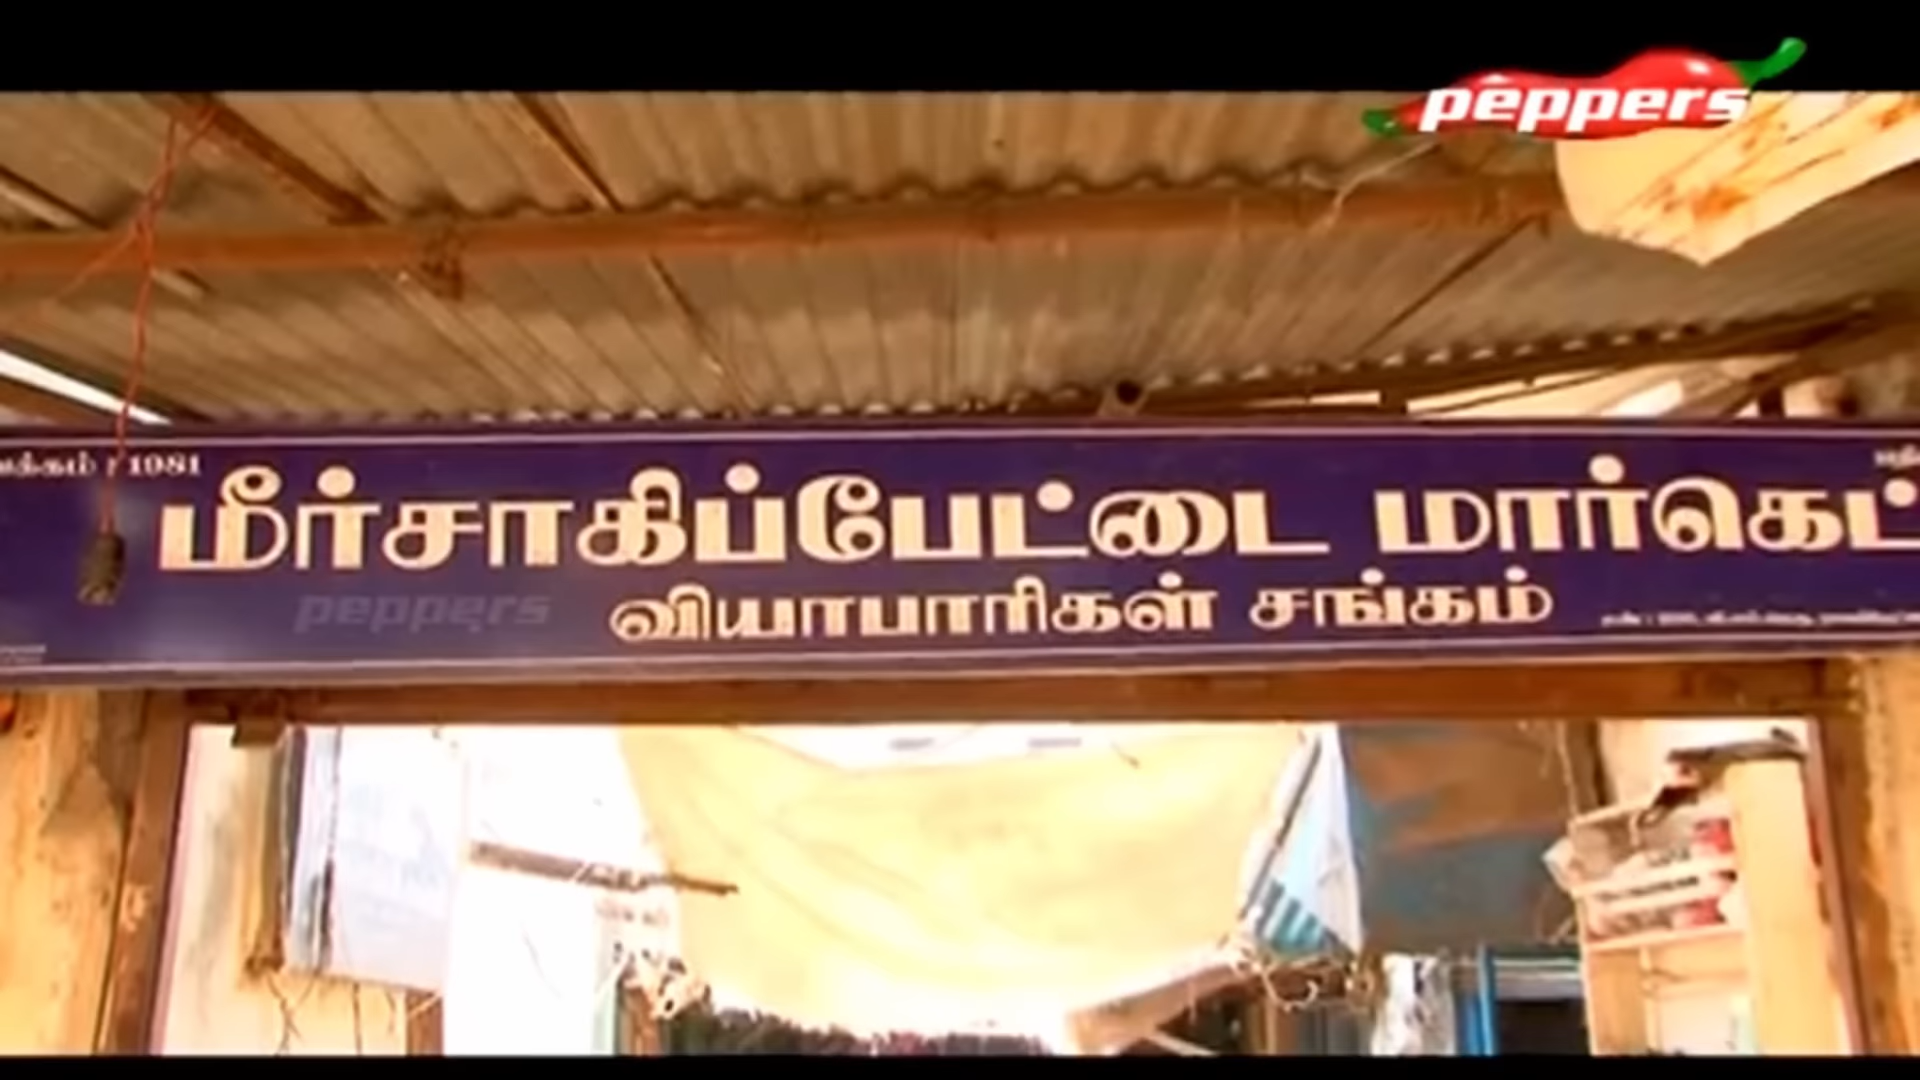 peppers
1981
மீர்சாகிப்பேட்டை மார்கெட்
வியாபாரிகள் சங்கம்
peppers